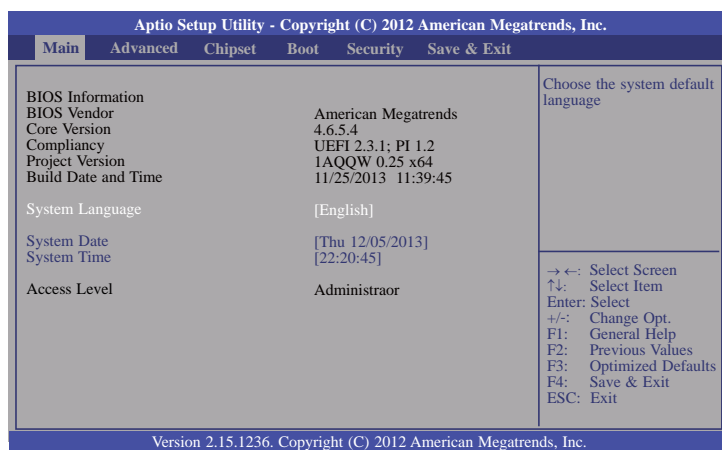 Aptio Setup Utility - Copyright (C) 2012 American Megatrends, Inc.
Main Advanced Chipset Boot Security Save & Exit
BIOS Information
BIOS Vendor American Megatrends
Core Version 4.6.5.4
Compliancy UEFI 2.3.1; PI 1.2
Project Version 1AQQW 0.25 x64
Build Date and Time 11/25/2013 11:39:45
System Language [English]
System Date [Thu 12/05/2013]
System Time [22:20:45]
Access Level Administraor
Choose the system default
language
→ ←: Select Screen
↑↓: Select Item
Enter: Select
+/-: Change Opt.
F1: General Help
F2: Previous Values
F3: Optimized Defaults
F4: Save & Exit
ESC: Exit
Version 2.15.1236. Copyright (C) 2012 American Megatrends, Inc.